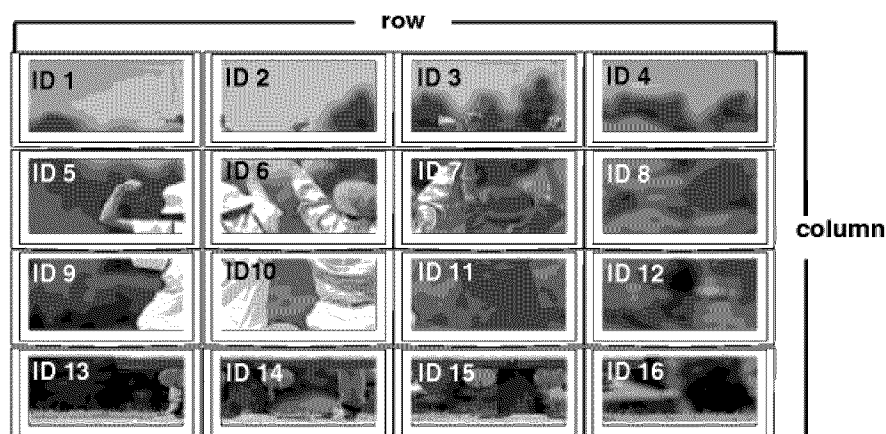 row
ID 1 ID 2 ID 3 ID 4
ID 5 ID 6 ID 7 ID 8
column
ID 9 ID10 ID 11 ID 12
ID 13 ID 14 ID 15 ID 16